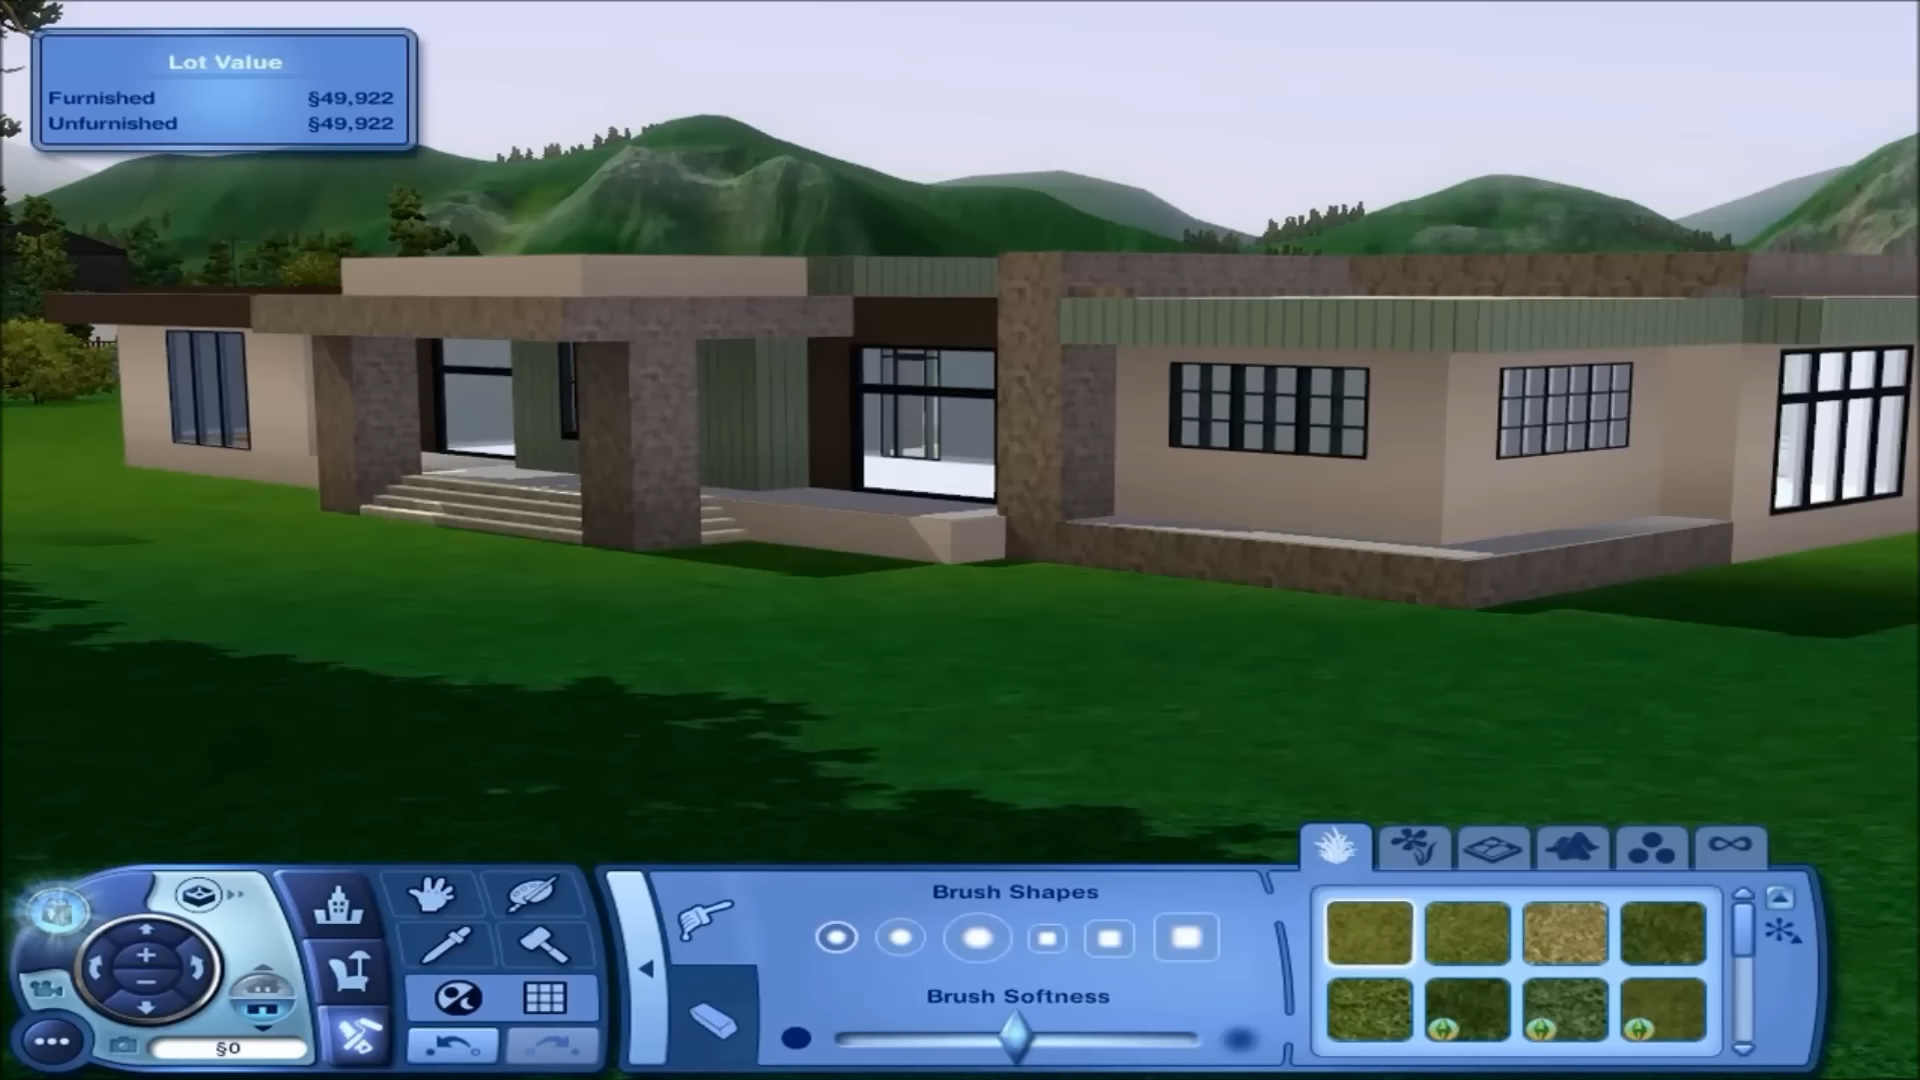 Lot Value
Furnished §49,922
Unfurnished §49,922
Brush Shapes
Brush Softness
§0